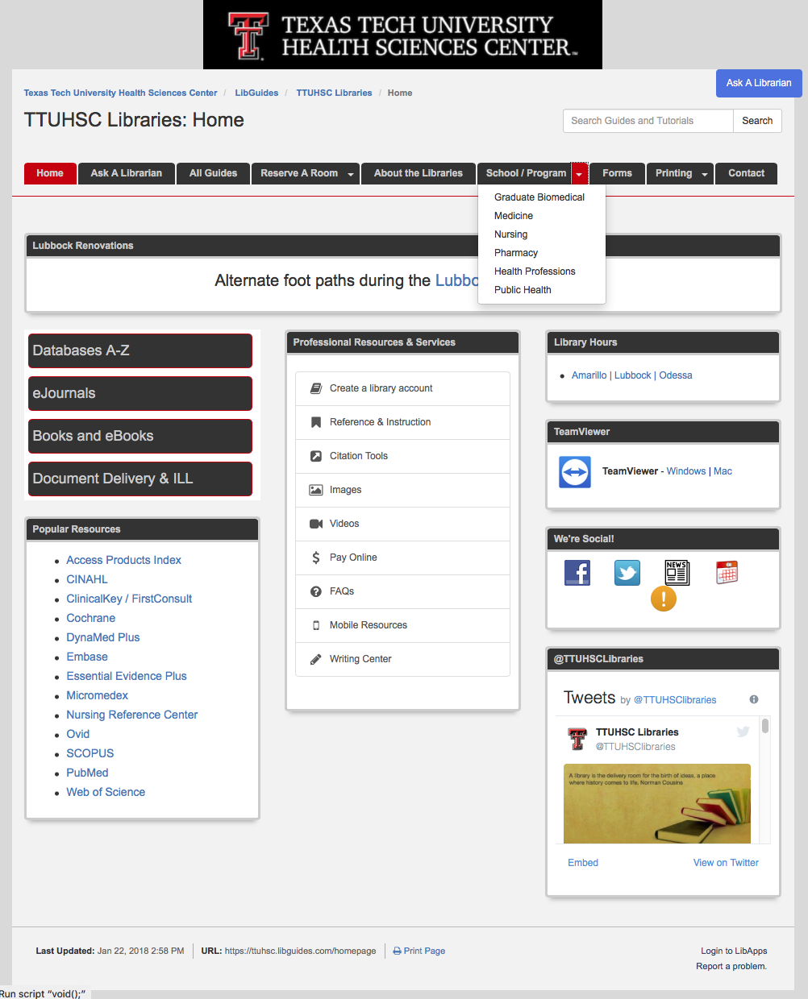 TEXAS TECH UNIVERSITY
HEALTH SCIENCES CENTER™
Ask A Librarian
Texas Tech University Health Sciences Center / LibGuides / TTUHSC Libraries / Home
TTUHSC Libraries: Home
Search Guides and Tutorials Search
Home Ask A Librarian All Guides Reserve A Room About the Libraries School / Program Forms Printing Contact
Graduate Biomedical
Medicine
Nursing
Pharmacy
Health Professions
Public Health
Lubbock Renovations
Alternate foot paths during the Lubbo
Databases A-Z
eJournals
Books and eBooks
Document Delivery & ILL
Popular Resources
Access Products Index
CINAHL
ClinicalKey / FirstConsult
Cochrane
DynaMed Plus
Embase
Essential Evidence Plus
Micromedex
Nursing Reference Center
Ovid
SCOPUS
PubMed
Web of Science
Professional Resources & Services
Create a library account
Reference & Instruction
Citation Tools
Images
Videos
Pay Online
FAQs
Mobile Resources
Writing Center
Library Hours
Amarillo | Lubbock | Odessa
TeamViewer
TeamViewer - Windows | Mac
We're Social!
NEWS
@TTUHSCLibraries
Tweets by @TTUHSClibraries
TTUHSC Libraries
@TTUHSClibraries
A library is the delivery room for the birth of ideas, a place
where history comes to life. Norman Cousins
Embed View on Twitter
Last Updated: Jan 22, 2018 2:58 PM URL: https://ttuhsc.libguides.com/homepage Print Page
Login to LibApps
Report a problem.
Run script “void();”